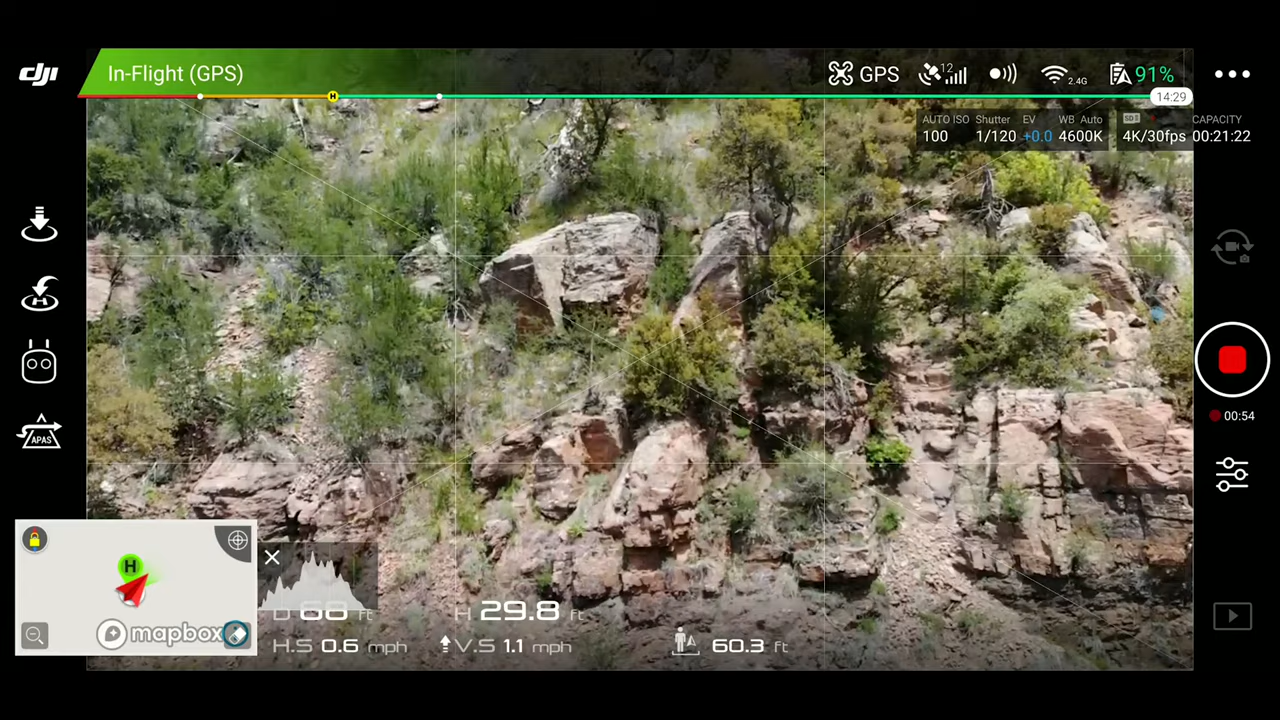 dji
In-Flight (GPS)
GPS
12
2.4G
91%
H
14:29
AUTO ISO Shutter EV WB Auto CAPACITY
100 1/120 +0.0 4600K 4K/30fps 00:21:22
H
APAS
00:54
H
mapbox
D 68 ft H 29.8 ft
H.S 0.6 mph V.S 1.1 mph 60.3 ft